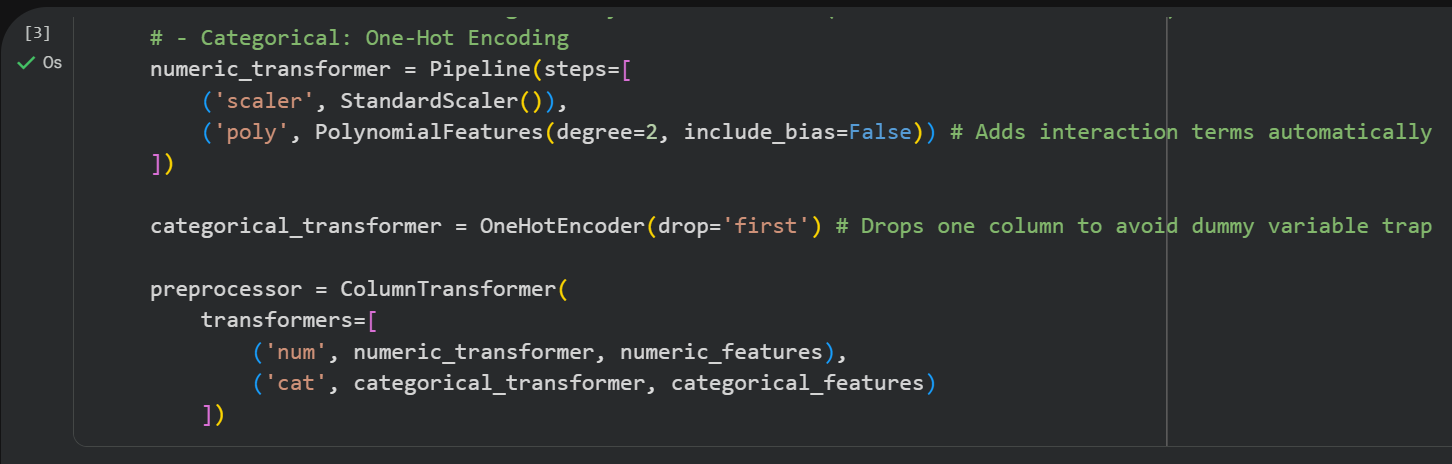 [3]
0s
# - Categorical: One-Hot Encoding
numeric_transformer = Pipeline(steps=[
    ('scaler', StandardScaler()),
    ('poly', PolynomialFeatures(degree=2, include_bias=False)) # Adds interaction terms automatically
])

categorical_transformer = OneHotEncoder(drop='first') # Drops one column to avoid dummy variable trap

preprocessor = ColumnTransformer(
    transformers=[
        ('num', numeric_transformer, numeric_features),
        ('cat', categorical_transformer, categorical_features)
    ])